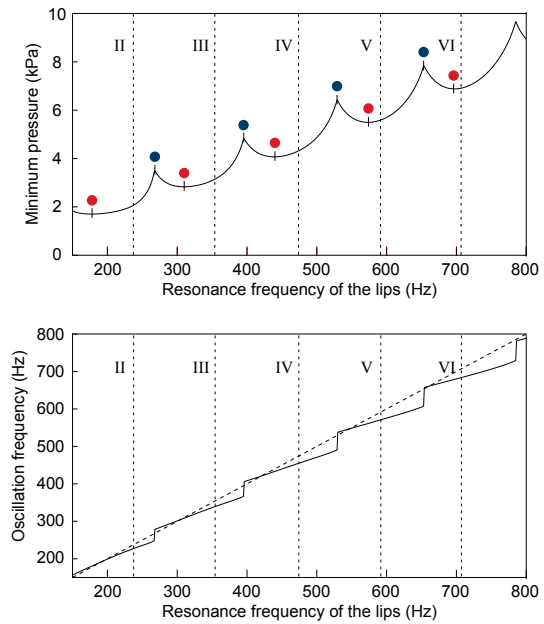 10
8
6
4
2
0
Minimum pressure (kPa)
II III IV V VI
200 300 400 500 600 700 800
Resonance frequency of the lips (Hz)
800
700
600
500
400
300
200
Oscillation frequency (Hz)
II III IV V VI
200 300 400 500 600 700 800
Resonance frequency of the lips (Hz)